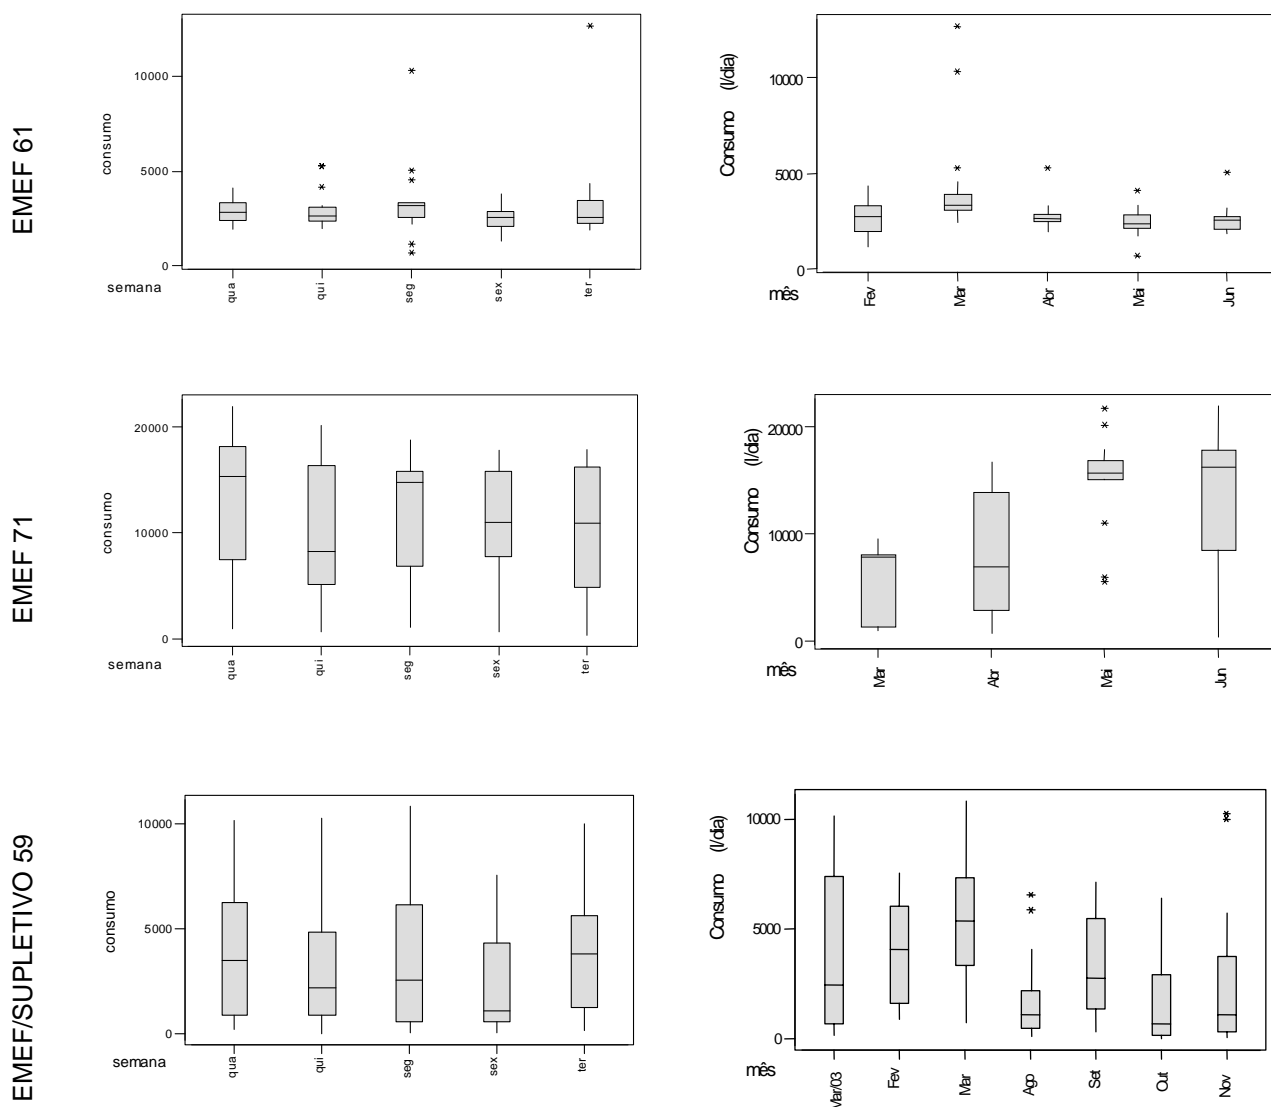 EMEF 61
consumo
10000
5000
0
semana
qua
qui
seg
sex
ter
Consumo (l/dia)
10000
5000
0
mês
Fev
Mar
Abr
Mai
Jun
EMEF 71
consumo
20000
10000
0
semana
qua
qui
seg
sex
ter
Consumo (l/dia)
20000
10000
0
mês
Mar
Abr
Mai
Jun
EMEF/SUPLETIVO 59
consumo
10000
5000
0
semana
qua
qui
seg
sex
ter
Consumo (l/dia)
10000
5000
0
mês
Mar/03
Fev
Mar
Ago
Set
Out
Nov